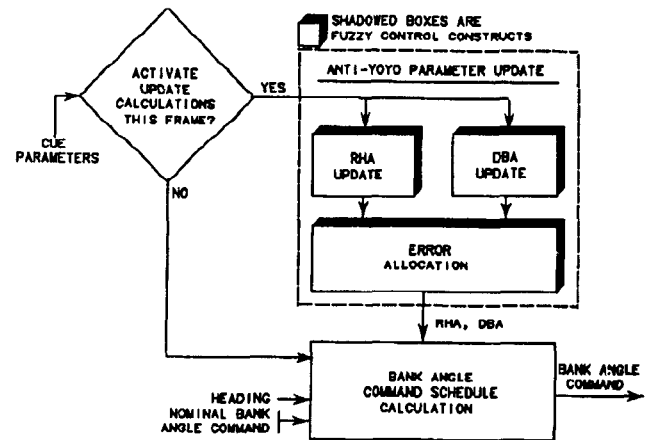 SHADOWED BOXES ARE
FUZZY CONTROL CONSTRUCTS
ACTIVATE
UPDATE
CALCULATIONS
THIS FRAME?
YES
NO
CUE
PARAMETERS
ANTI-YOYO PARAMETER UPDATE
RHA
UPDATE
DBA
UPDATE
ERROR
ALLOCATION
RHA, DBA
BANK ANGLE
COMMAND SCHEDULE
CALCULATION
HEADING
NOMINAL BANK
ANGLE COMMAND
BANK ANGLE
COMMAND